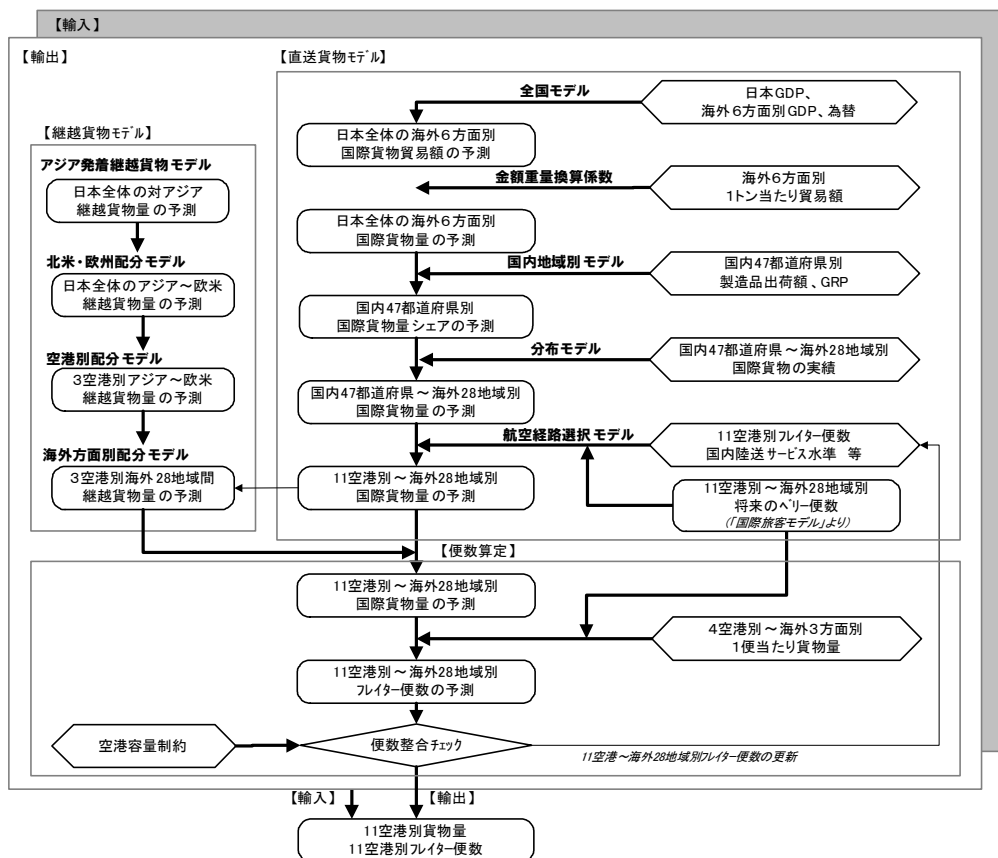 【輸入】
【輸出】
【直送貨物モデル】
全国モデル
日本GDP、
海外6方面別GDP、為替
日本全体の海外6方面別
国際貨物貿易額の予測
金額重量換算係数
海外6方面別
1トン当たり貿易額
日本全体の海外6方面別
国際貨物量の予測
国内地域別モデル
国内47都道府県別
製造品出荷額、GRP
国内47都道府県別
国際貨物量シェアの予測
分布モデル
国内47都道府県～海外28地域別
国際貨物の実績
国内47都道府県～海外28地域別
国際貨物量の予測
航空経路選択モデル
11空港別フレイター便数
国内陸送サービス水準 等
11空港別～海外28地域別
国際貨物量の予測
11空港別～海外28地域別
将来のベリー便数
(「国際旅客モデル」より)
【継越貨物モデル】
アジア発着継越貨物モデル
日本全体の対アジア
継越貨物量の予測
北米・欧州配分モデル
日本全体のアジア～欧米
継越貨物量の予測
空港別配分モデル
3空港別アジア～欧米
継越貨物量の予測
海外方面別配分モデル
3空港別海外28地域間
継越貨物量の予測
【便数算定】
11空港別～海外28地域別
国際貨物量の予測
4空港別～海外3方面別
1便当たり貨物量
11空港別～海外28地域別
フレイター便数の予測
空港容量制約
便数整合チェック
11空港～海外28地域別フレイター便数の更新
【輸入】
【輸出】
11空港別貨物量
11空港別フレイター便数